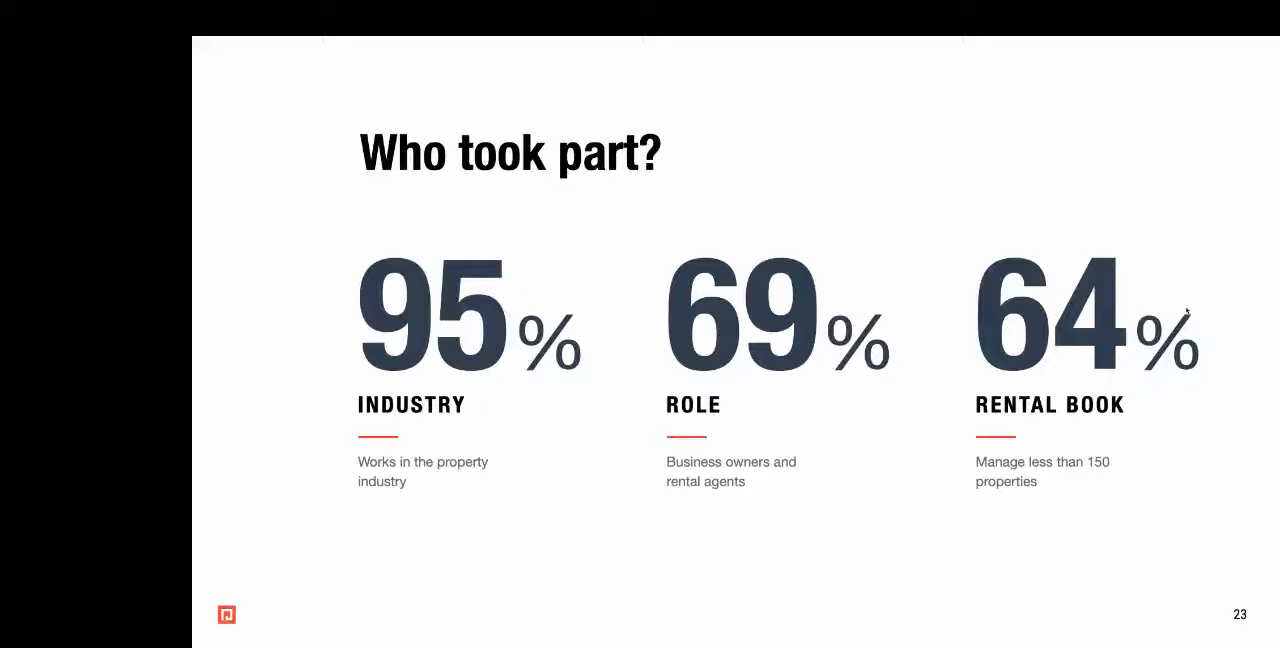 Who took part?
95%
INDUSTRY
Works in the property
industry
69%
ROLE
Business owners and
rental agents
64%
RENTAL BOOK
Manage less than 150
properties
23